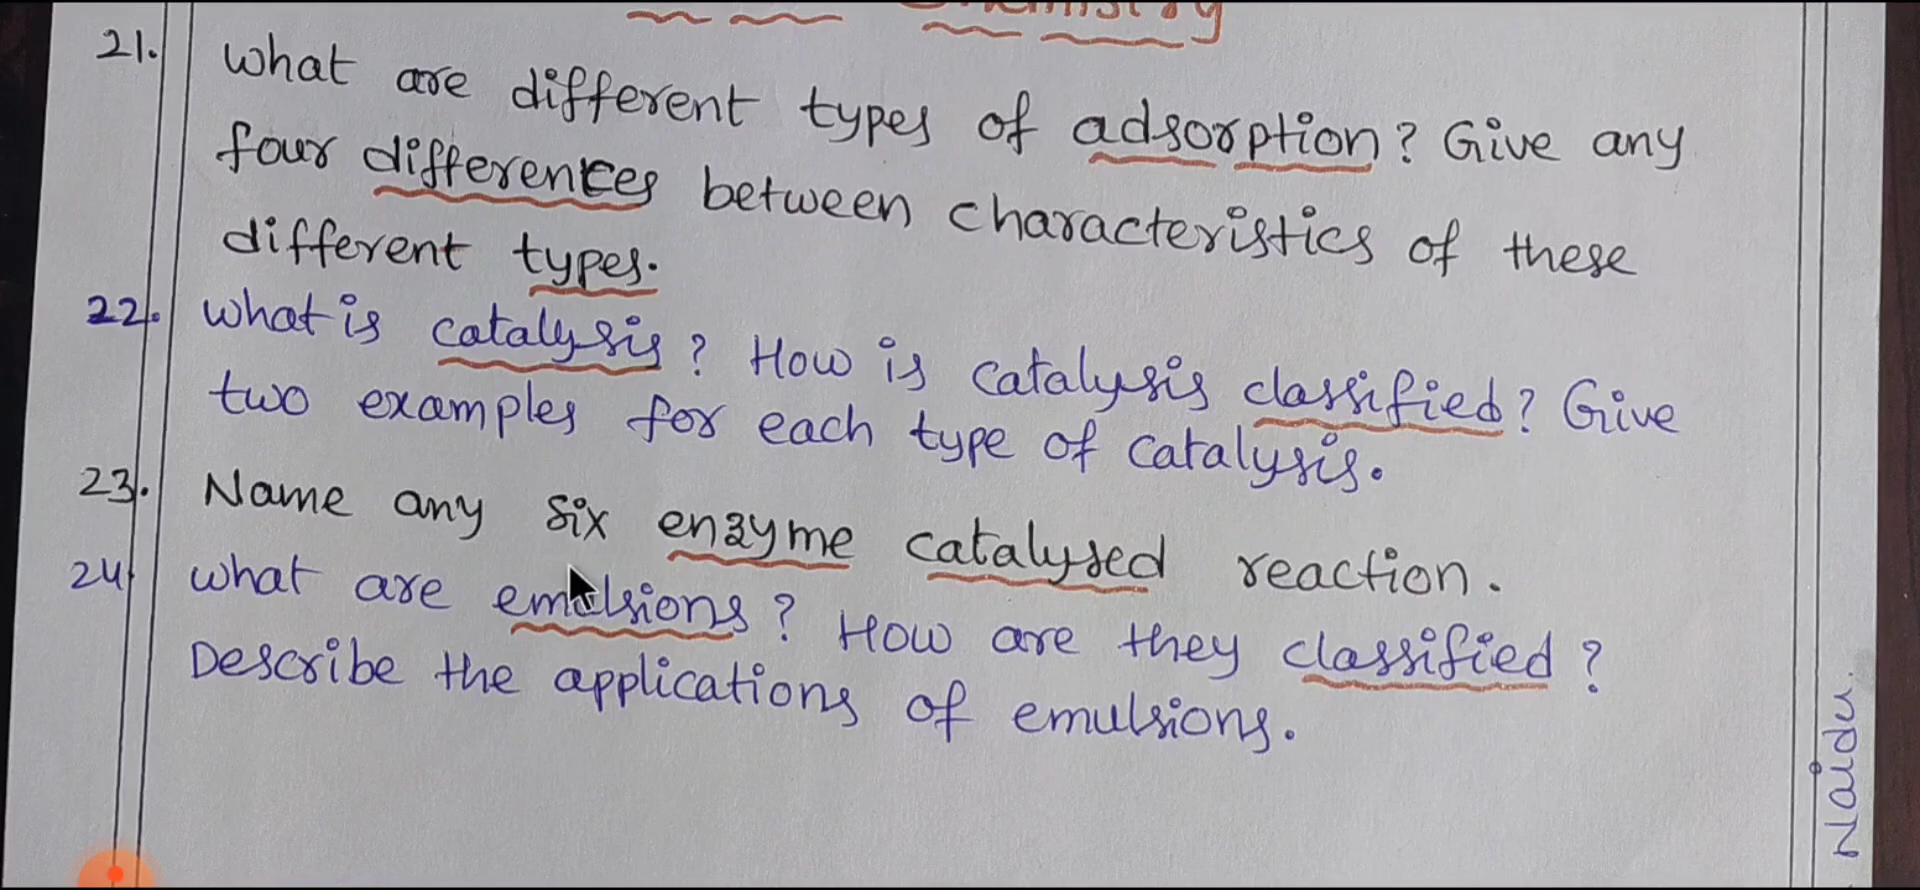 Chemistry
21. What are different types of adsorption? Give any
four differences between characteristics of these
different types.
22. What is catalysis? How is catalysis classified? Give
two examples for each type of catalysis.
23. Name any six enzyme catalysed reaction.
24 What are emulsions? How are they classified?
Describe the applications of emulsions.
Naidu.